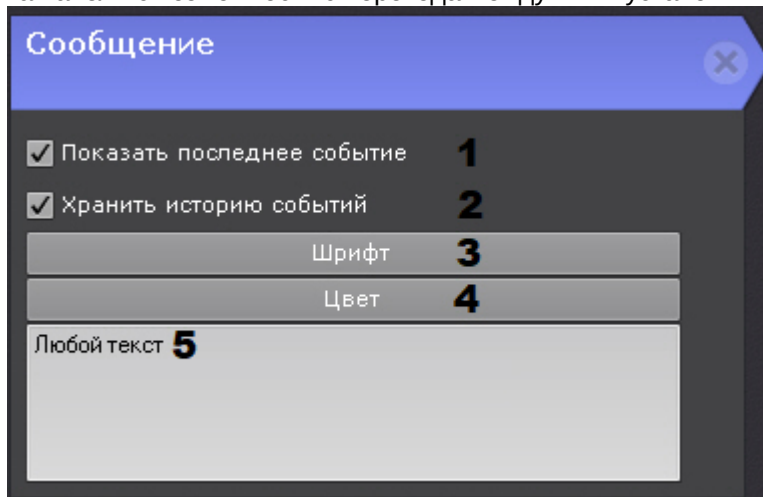 Сообщение
Показать последнее событие 1
Хранить историю событий 2
Шрифт 3
Цвет 4
Любой текст 5